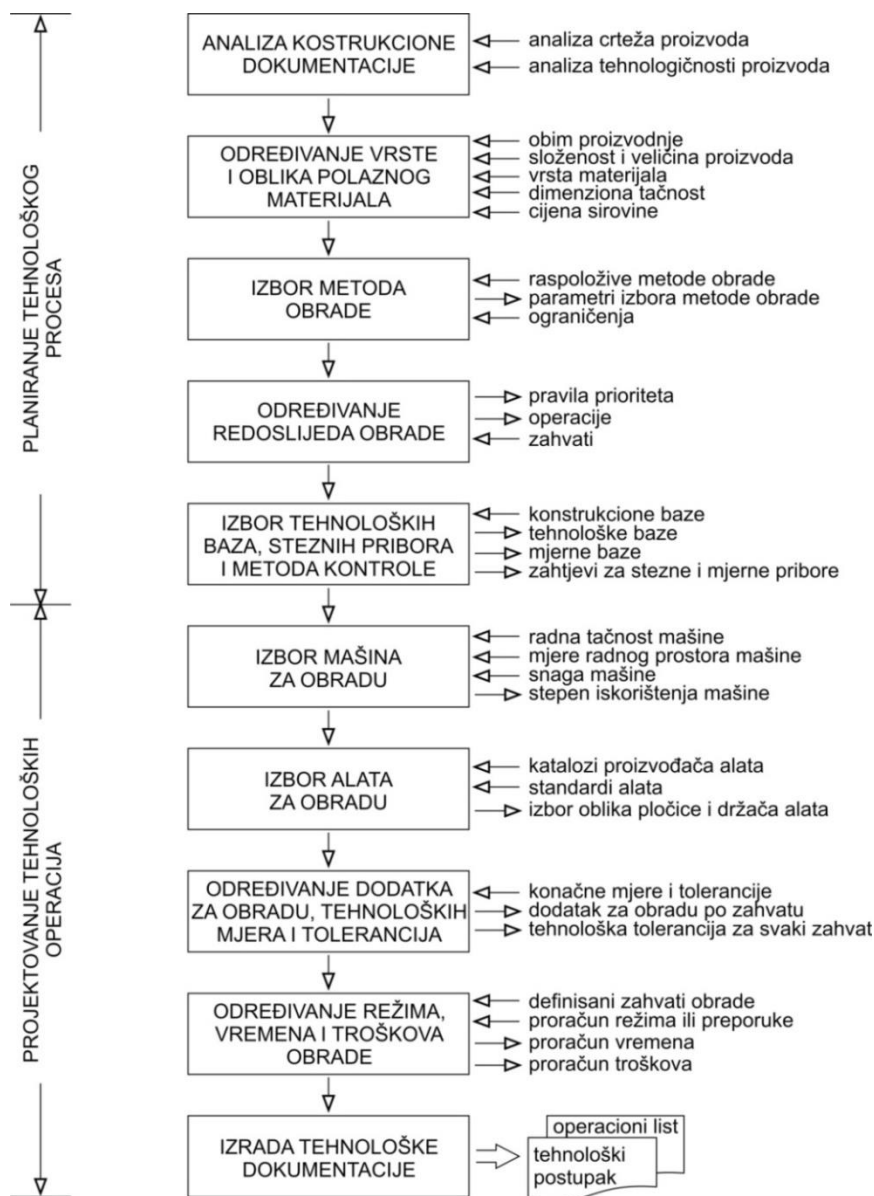 PLANIRANJE TEHNOLOŠKOG
PROCESA
ANALIZA KOSTRUKCIONE
DOKUMENTACIJE
analiza crteža proizvoda
analiza tehnologičnosti proizvoda
ODREĐIVANJE VRSTE
I OBLIKA POLAZNOG
MATERIJALA
obim proizvodnje
složenost i veličina proizvoda
vrsta materijala
dimenziona tačnost
cijena sirovine
IZBOR METODA
OBRADE
raspoložive metode obrade
parametri izbora metode obrade
ograničenja
ODREĐIVANJE
REDOSLIJEDA OBRADE
pravila prioriteta
operacije
zahvati
IZBOR TEHNOLOŠKIH
BAZA, STEZNIH PRIBORA
I METODA KONTROLE
konstrukcione baze
tehnološke baze
mjerne baze
zahtjevi za stezne i mjerne pribore
PROJEKTOVANJE TEHNOLOŠKIH
OPERACIJA
IZBOR MAŠINA
ZA OBRADU
radna tačnost mašine
mjere radnog prostora mašine
snaga mašine
stepen iskorištenja mašine
IZBOR ALATA
ZA OBRADU
katalozi proizvođača alata
standardi alata
izbor oblika pločice i držača alata
ODREĐIVANJE DODATKA
ZA OBRADU, TEHNOLOŠKIH
MJERA I TOLERANCIJA
konačne mjere i tolerancije
dodatak za obradu po zahvatu
tehnološka tolerancija za svaki zahvat
ODREĐIVANJE REŽIMA,
VREMENA I TROŠKOVA
OBRADE
definisani zahvati obrade
proračun režima ili preporuke
proračun vremena
proračun troškova
IZRADA TEHNOLOŠKE
DOKUMENTACIJE
operacioni list
tehnološki
postupak